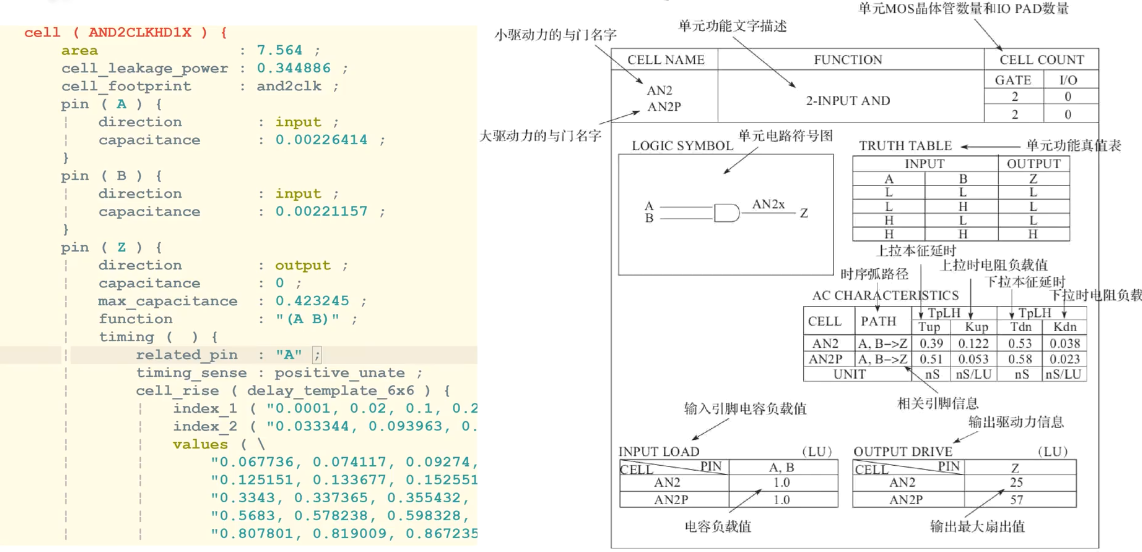 cell ( AND2CLKHD1X ) {
area : 7.564 ;
cell_leakage_power : 0.344886 ;
cell_footprint : and2clk ;
pin ( A ) {
direction : input ;
capacitance : 0.00226414 ;
}
pin ( B ) {
direction : input ;
capacitance : 0.00221157 ;
}
pin ( Z ) {
direction : output ;
capacitance : 0 ;
max_capacitance : 0.423245 ;
function : "(A B)" ;
timing ( ) {
related_pin : "A" ;
timing_sense : positive_unate ;
cell_rise ( delay_template_6x6 ) {
index_1 ( "0.0001, 0.02, 0.1, 0.2
index_2 ( "0.033344, 0.093963, 0.
values ( \
"0.067736, 0.074117, 0.09274,
"0.125151, 0.133677, 0.152551
"0.3343, 0.337365, 0.355432,
"0.5683, 0.578238, 0.598328,
"0.807801, 0.819009, 0.867235
单元MOS晶体管数量和IO PAD数量
单元功能文字描述
小驱动力的与门名字
CELL NAME FUNCTION CELL COUNT
GATE I/O
AN2 2 0
AN2P 2-INPUT AND 2 0
大驱动力的与门名字
单元电路符号图
LOGIC SYMBOL
A
B
AN2x
Z
TRUTH TABLE 单元功能真值表
INPUT OUTPUT
A B Z
L L L
L H L
H L L
H H H
上拉本征延时
上拉时电阻负载值
时序弧路径
下拉本征延时
下拉时电阻负载
AC CHARACTERISTICS
CELL PATH TpLH TpLH
Tup Kup Tdn Kdn
AN2 A, B->Z 0.39 0.122 0.53 0.038
AN2P A, B->Z 0.51 0.053 0.58 0.023
UNIT nS nS/LU nS nS/LU
相关引脚信息
输入引脚电容负载值
输出驱动力信息
INPUT LOAD (LU)
CELL PIN A, B
AN2 1.0
AN2P 1.0
电容负载值
OUTPUT DRIVE (LU)
CELL PIN Z
AN2 25
AN2P 57
输出最大扇出值